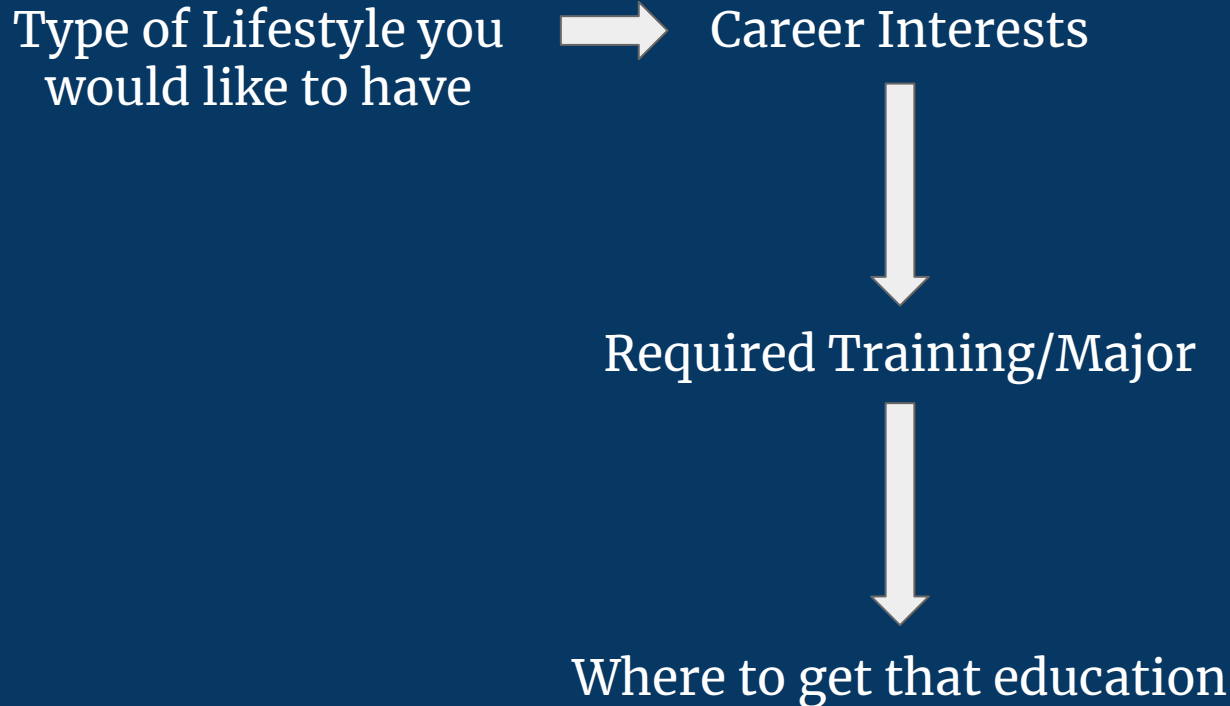 Type of Lifestyle you
would like to have
Career Interests
Required Training/Major
Where to get that education